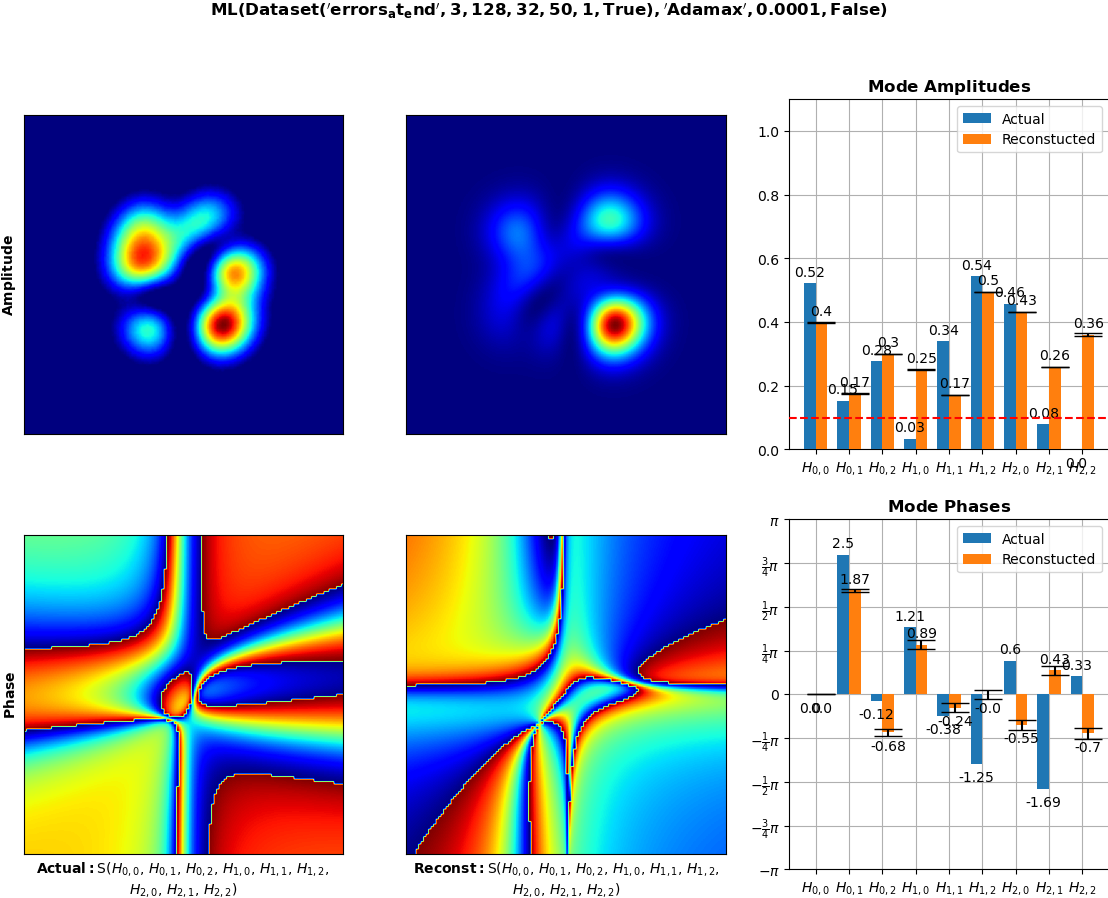 ML(Dataset('errors_at_end', 3, 128, 32, 50, 1, True), 'Adamax', 0.0001, False)
Amplitude
Mode Amplitudes
Actual
Reconstucted
1.0
0.8
0.6
0.4
0.2
0.0
0.52
0.4
0.15
0.17
0.28
0.3
0.03
0.25
0.34
0.17
0.54
0.5
0.46
0.43
0.08
0.26
0.0
0.36
H0,0 H0,1 H0,2 H1,0 H1,1 H1,2 H2,0 H2,1 H2,2
Phase
Actual: S(H0,0, H0,1, H0,2, H1,0, H1,1, H1,2,
H2,0, H2,1, H2,2)
Reconst: S(H0,0, H0,1, H0,2, H1,0, H1,1, H1,2,
H2,0, H2,1, H2,2)
Mode Phases
Actual
Reconstucted
π
3/4π
1/2π
1/4π
0
−1/4π
−1/2π
−3/4π
−π
0.0
0.0
2.5
1.87
-0.12
-0.68
1.21
0.89
-0.38
-0.24
-1.25
-0.0
0.6
-0.55
-1.69
0.43
0.33
-0.7
H0,0 H0,1 H0,2 H1,0 H1,1 H1,2 H2,0 H2,1 H2,2